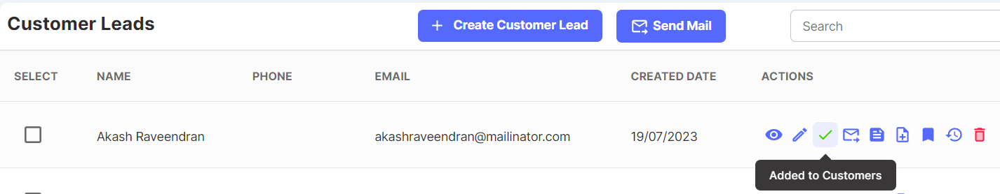 Customer Leads
Create Customer Lead
Send Mail
Search
SELECT NAME PHONE EMAIL CREATED DATE ACTIONS
Akash Raveendran akashraveendran@mailinator.com 19/07/2023
Added to Customers